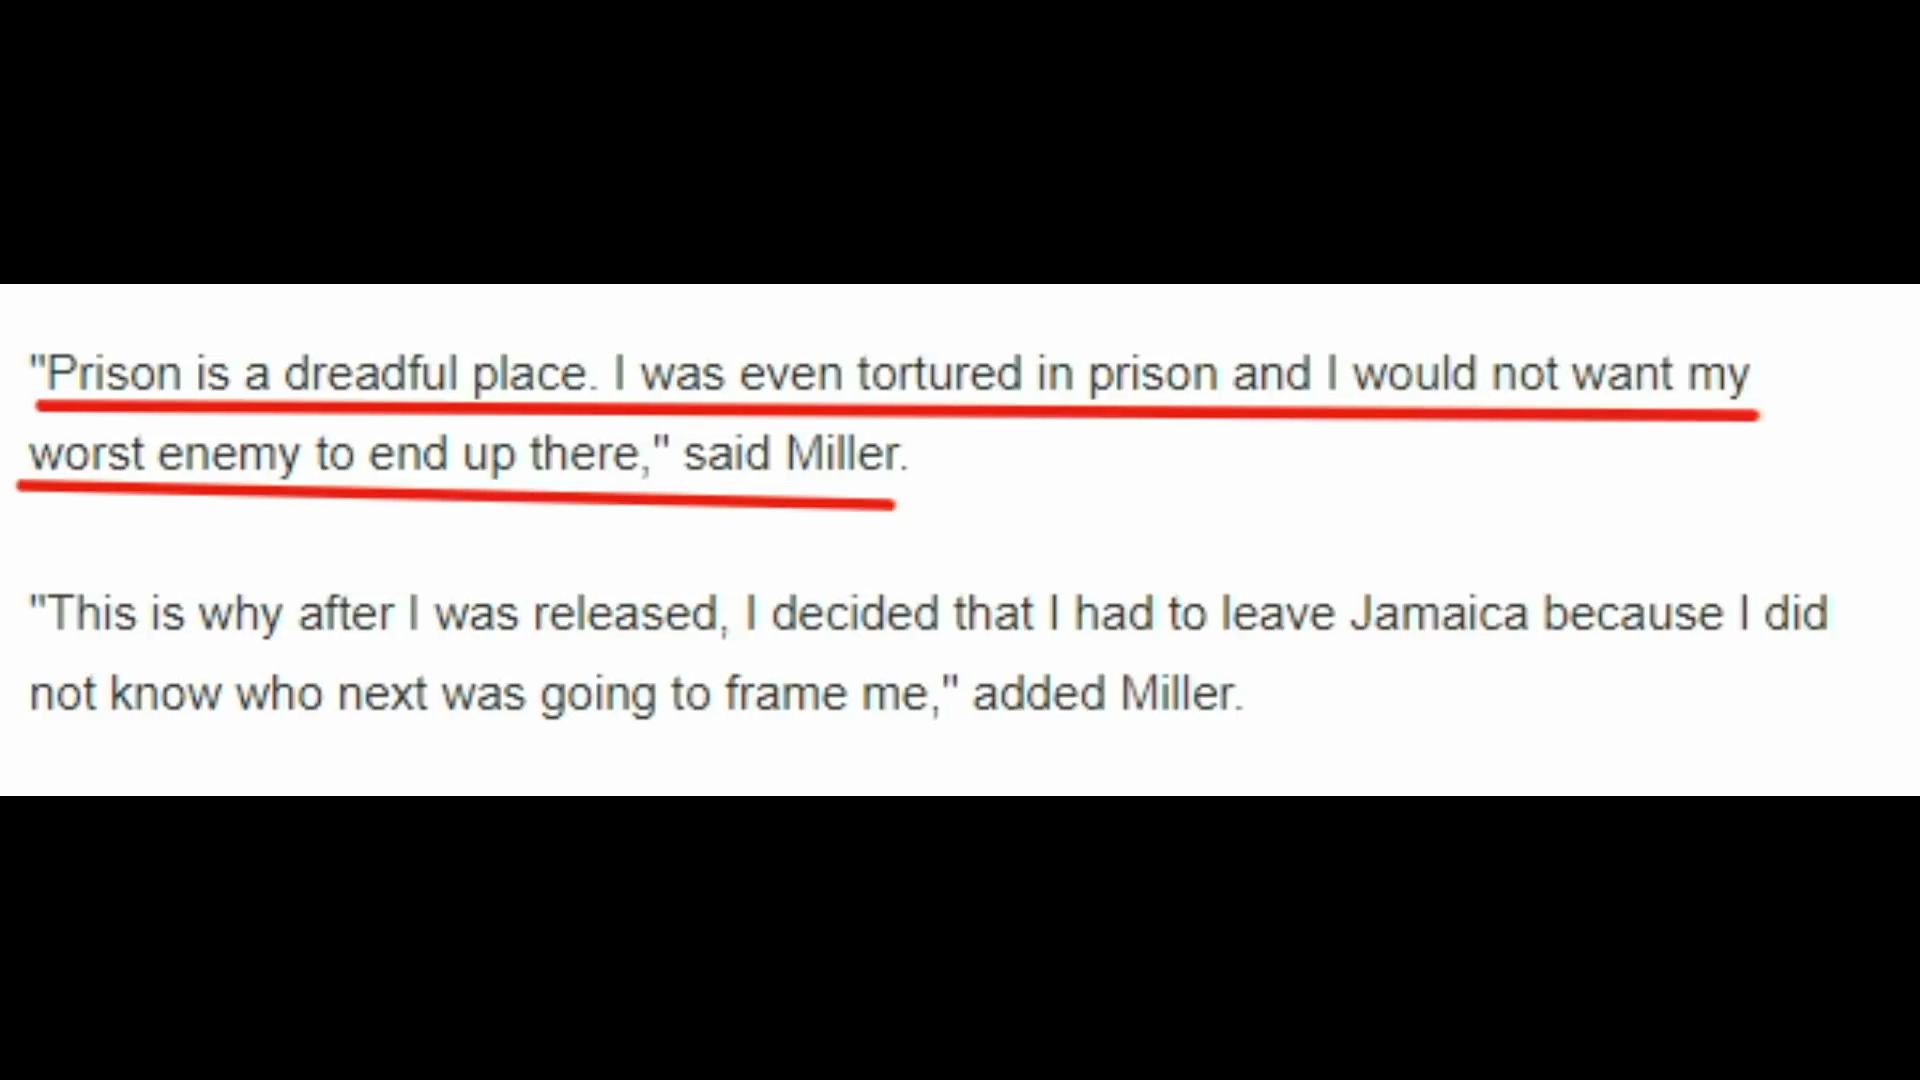 "Prison is a dreadful place. I was even tortured in prison and I would not want my
worst enemy to end up there," said Miller.
"This is why after I was released, I decided that I had to leave Jamaica because I did
not know who next was going to frame me," added Miller.